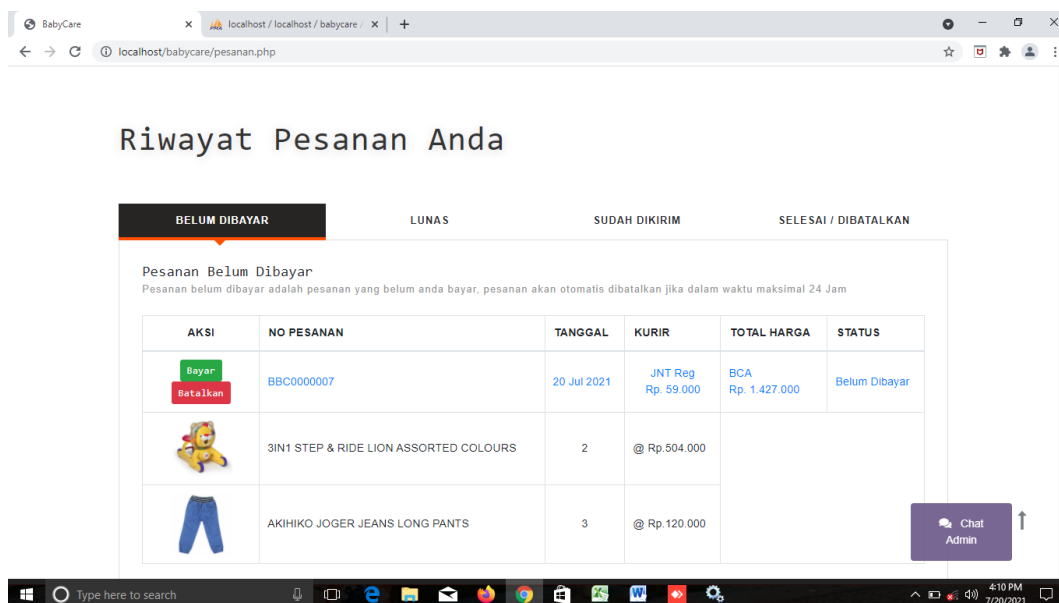 BabyCare
localhost / localhost / babycare /
localhost/babycare/pesanan.php
Riwayat Pesanan Anda
BELUM DIBAYAR
LUNAS
SUDAH DIKIRIM
SELESAI / DIBATALKAN
Pesanan Belum Dibayar
Pesanan belum dibayar adalah pesanan yang belum anda bayar, pesanan akan otomatis dibatalkan jika dalam waktu maksimal 24 Jam
AKSI NO PESANAN TANGGAL KURIR TOTAL HARGA STATUS
Bayar
Batalkan
BBC0000007
20 Jul 2021
JNT Reg
Rp. 59.000
BCA
Rp. 1.427.000
Belum Dibayar
3IN1 STEP & RIDE LION ASSORTED COLOURS 2 @ Rp.504.000
AKIHIKO JOGER JEANS LONG PANTS 3 @ Rp.120.000
Chat
Admin
Type here to search
4:10 PM
7/20/2021